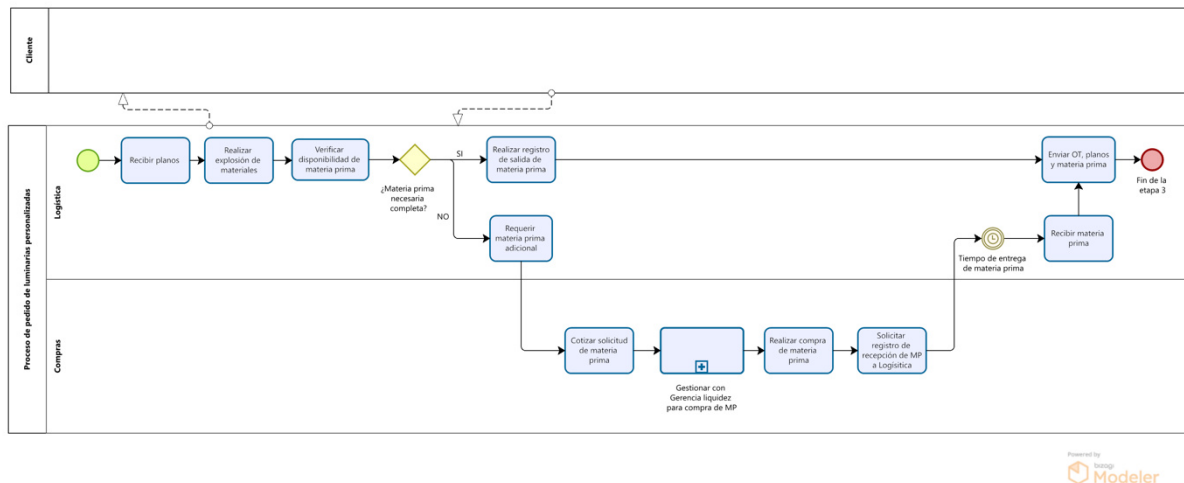 Cliente
Proceso de pedido de luminarias personalizadas
Logística
Recibir planos
Realizar
explosión de
materiales
Verificar
disponibilidad de
materia prima
¿Materia prima
necesaria
completa?
SI
NO
Realizar registro
de salida de
materia prima
Requerir
materia prima
adicional
Enviar OT, planos
y materia prima
Fin de la
etapa 3
Tiempo de entrega
de materia prima
Recibir materia
prima
Compras
Cotizar solicitud
de materia
prima
Gestionar con
Gerencia liquidez
para compra de MP
Realizar compra
de materia
prima
Solicitar
registro de
recepción de MP
a Logisitica
Powered by
bizagi
Modeler